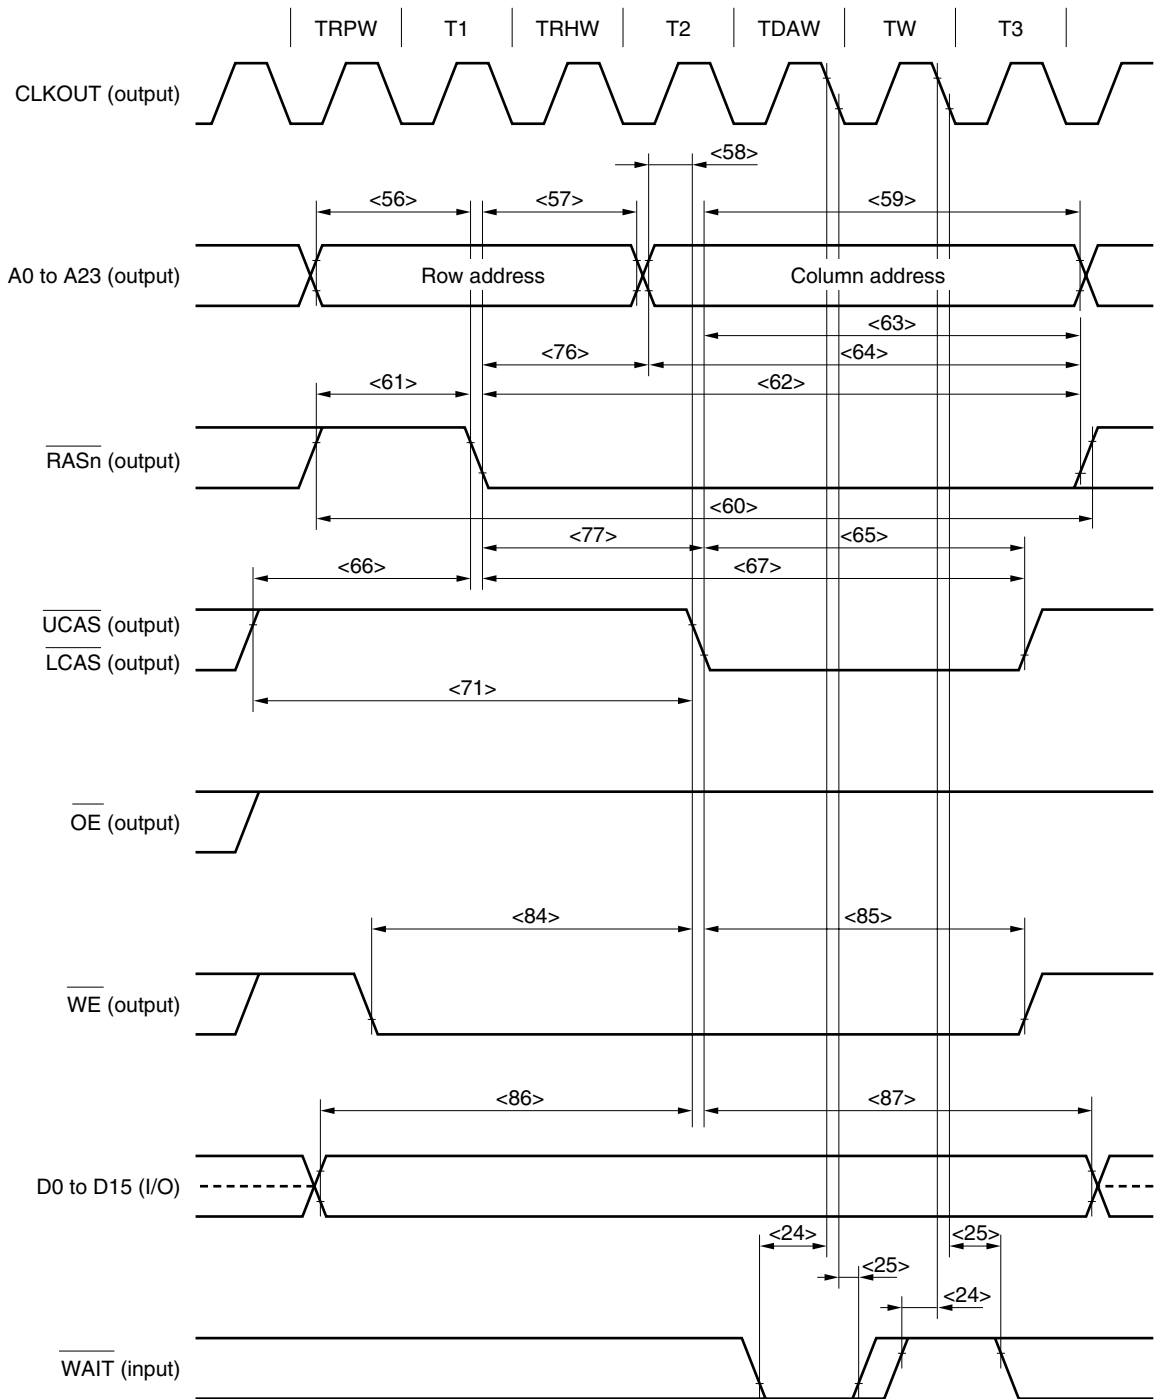 TRPW T1 TRHW T2 TDAW TW T3
CLKOUT (output)
<58>
<56> <57> <59>
A0 to A23 (output) Row address Column address
<63>
<76> <64>
<61> <62>
RASn (output)
<60>
<77> <65>
<66> <67>
UCAS (output)
LCAS (output)
<71>
OE (output)
<84> <85>
WE (output)
<86> <87>
D0 to D15 (I/O)
<24> <25>
<25>
<24>
WAIT (input)